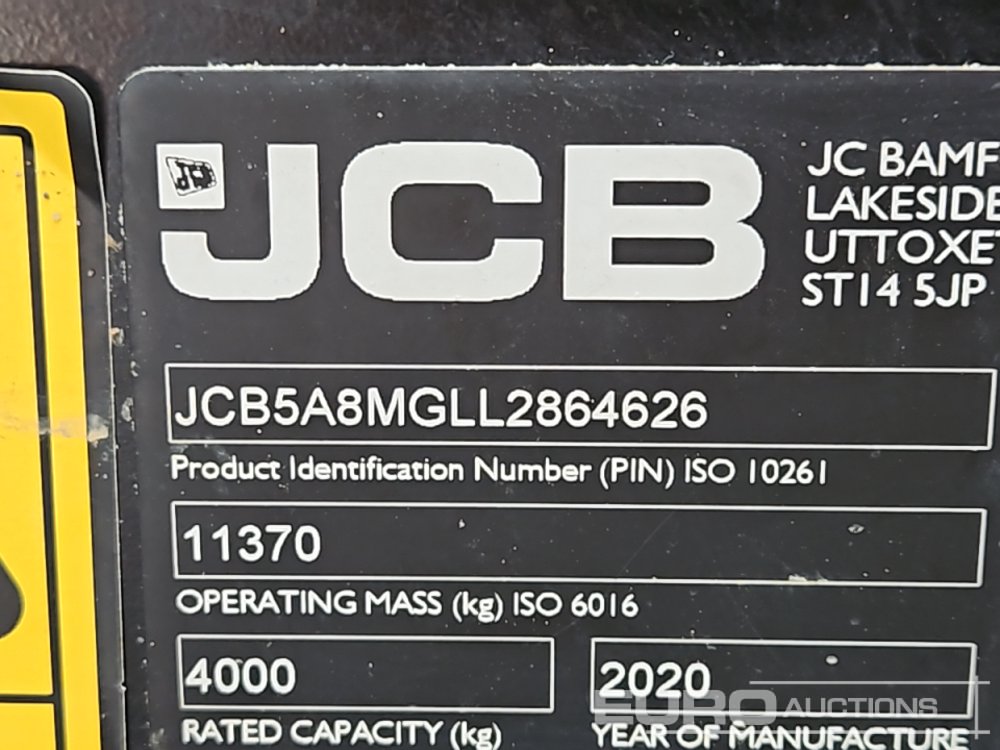 JCB
JCB
JC BAMF
LAKESIDE
UTTOXET
ST14 5JP
JCB5A8MGLL2864626
Product Identification Number (PIN) ISO 10261
11370
OPERATING MASS (kg) ISO 6016
4000
2020
RATED CAPACITY (kg)
YEAR OF MANUFACTURE
EURO AUCTIONS